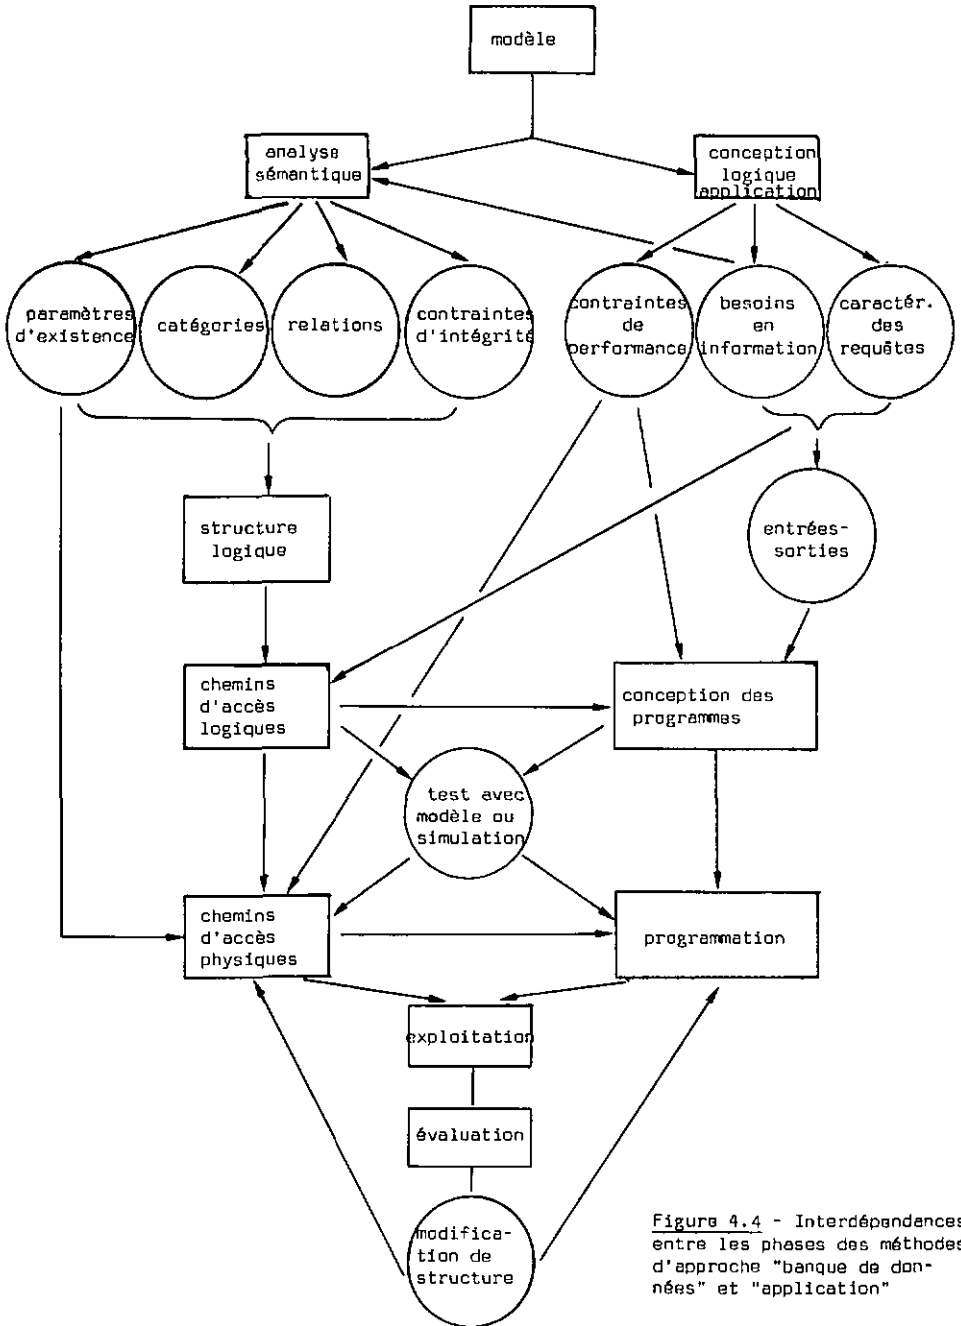 modèle
analyse
sémantique
conception
logique
application
paramètres
d'existence
catégories
relations
contraintes
d'intégrité
contraintes
de
performance
besoins
en
information
caractér.
des
requêtes
structure
logique
entrées-
sorties
chemins
d'accès
logiques
conception des
programmes
test avec
modèle ou
simulation
chemins
d'accès
physiques
programmation
exploitation
évaluation
modifica-
tion de
structure
Figure 4.4 - Interdépendances
entre les phases des méthodes
d'approche "banque de don-
nées" et "application"